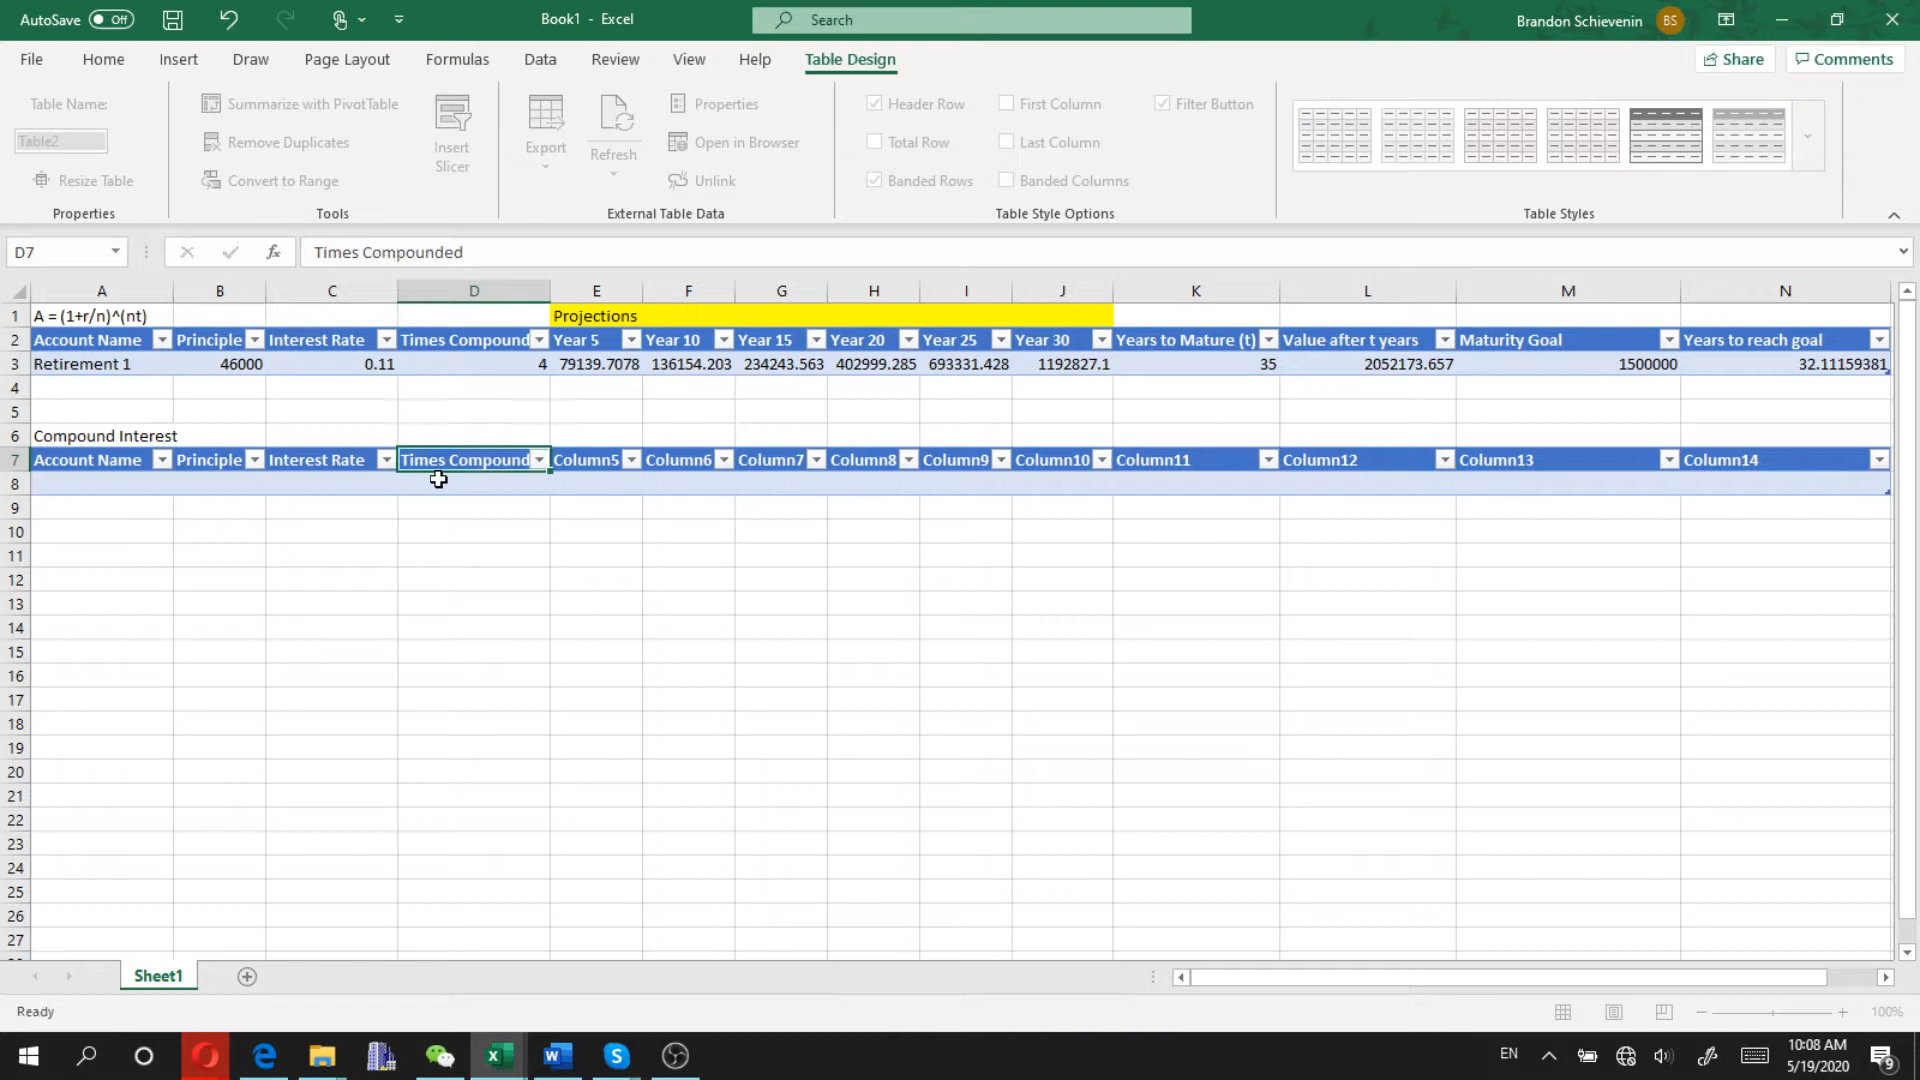 AutoSave Off Book1 - Excel Search Brandon Schievenin BS
File Home Insert Draw Page Layout Formulas Data Review View Help Table Design Share Comments
Table Name: Summarize with PivotTable Properties Header Row First Column Filter Button
Table2 Remove Duplicates Insert Slicer Export Refresh Open in Browser Total Row Last Column
Resize Table Convert to Range Unlink Banded Rows Banded Columns
Properties Tools External Table Data Table Style Options Table Styles
D7 fx Times Compounded
A B C D E F G H I J K L M N
1 A = (1+r/n)^(nt) Projections
2 Account Name Principle Interest Rate Times Compound Year 5 Year 10 Year 15 Year 20 Year 25 Year 30 Years to Mature (t) Value after t years Maturity Goal Years to reach goal
3 Retirement 1 46000 0.11 4 79139.7078 136154.203 234243.563 402999.285 693331.428 1192827.1 35 2052173.657 1500000 32.11159381
4
5
6 Compound Interest
7 Account Name Principle Interest Rate Times Compound Column5 Column6 Column7 Column8 Column9 Column10 Column11 Column12 Column13 Column14
8
9
10
11
12
13
14
15
16
17
18
19
20
21
22
23
24
25
26
27
Sheet1
Ready 100%
EN 10:08 AM
5/19/2020 9